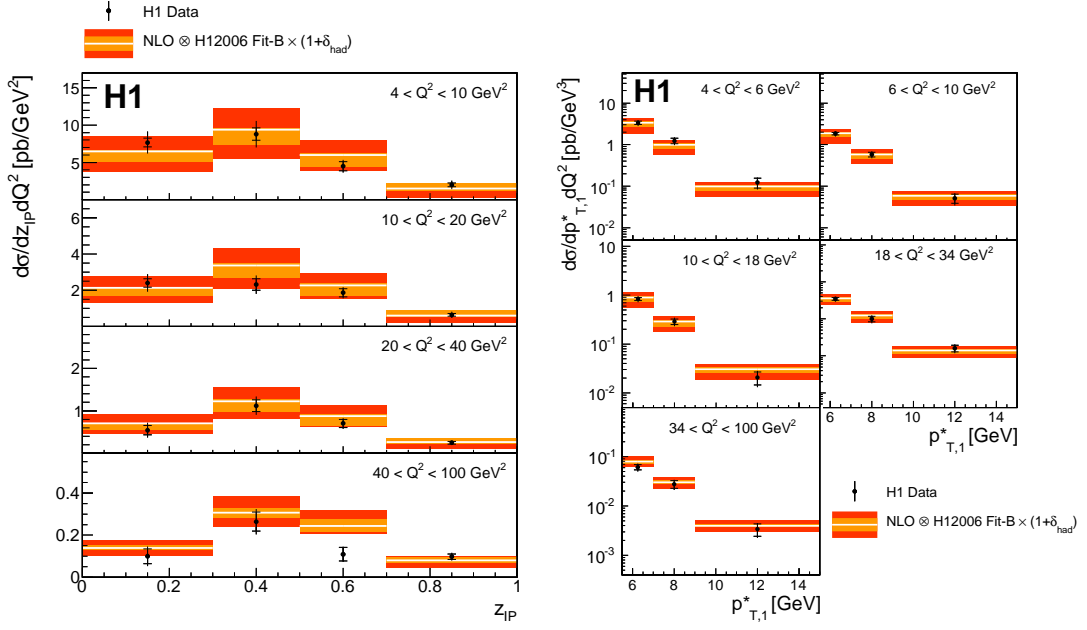 H1 Data
NLO ⊗ H12006 Fit-B × (1+δhad)
dσ/dzIPdQ² [pb/GeV²]
H1
4 < Q² < 10 GeV²
15
10
5
10 < Q² < 20 GeV²
6
4
2
20 < Q² < 40 GeV²
2
1
40 < Q² < 100 GeV²
0.4
0.2
0
0 0.2 0.4 0.6 0.8 1
zIP
dσ/dp*T,1dQ² [pb/GeV³]
H1
4 < Q² < 6 GeV²
6 < Q² < 10 GeV²
10
1
10⁻¹
10⁻²
10 < Q² < 18 GeV²
18 < Q² < 34 GeV²
10
1
10⁻¹
10⁻²
34 < Q² < 100 GeV²
10⁻¹
10⁻²
10⁻³
6 8 10 12 14
p*T,1 [GeV]
6 8 10 12 14
p*T,1 [GeV]
H1 Data
NLO ⊗ H12006 Fit-B × (1+δhad)